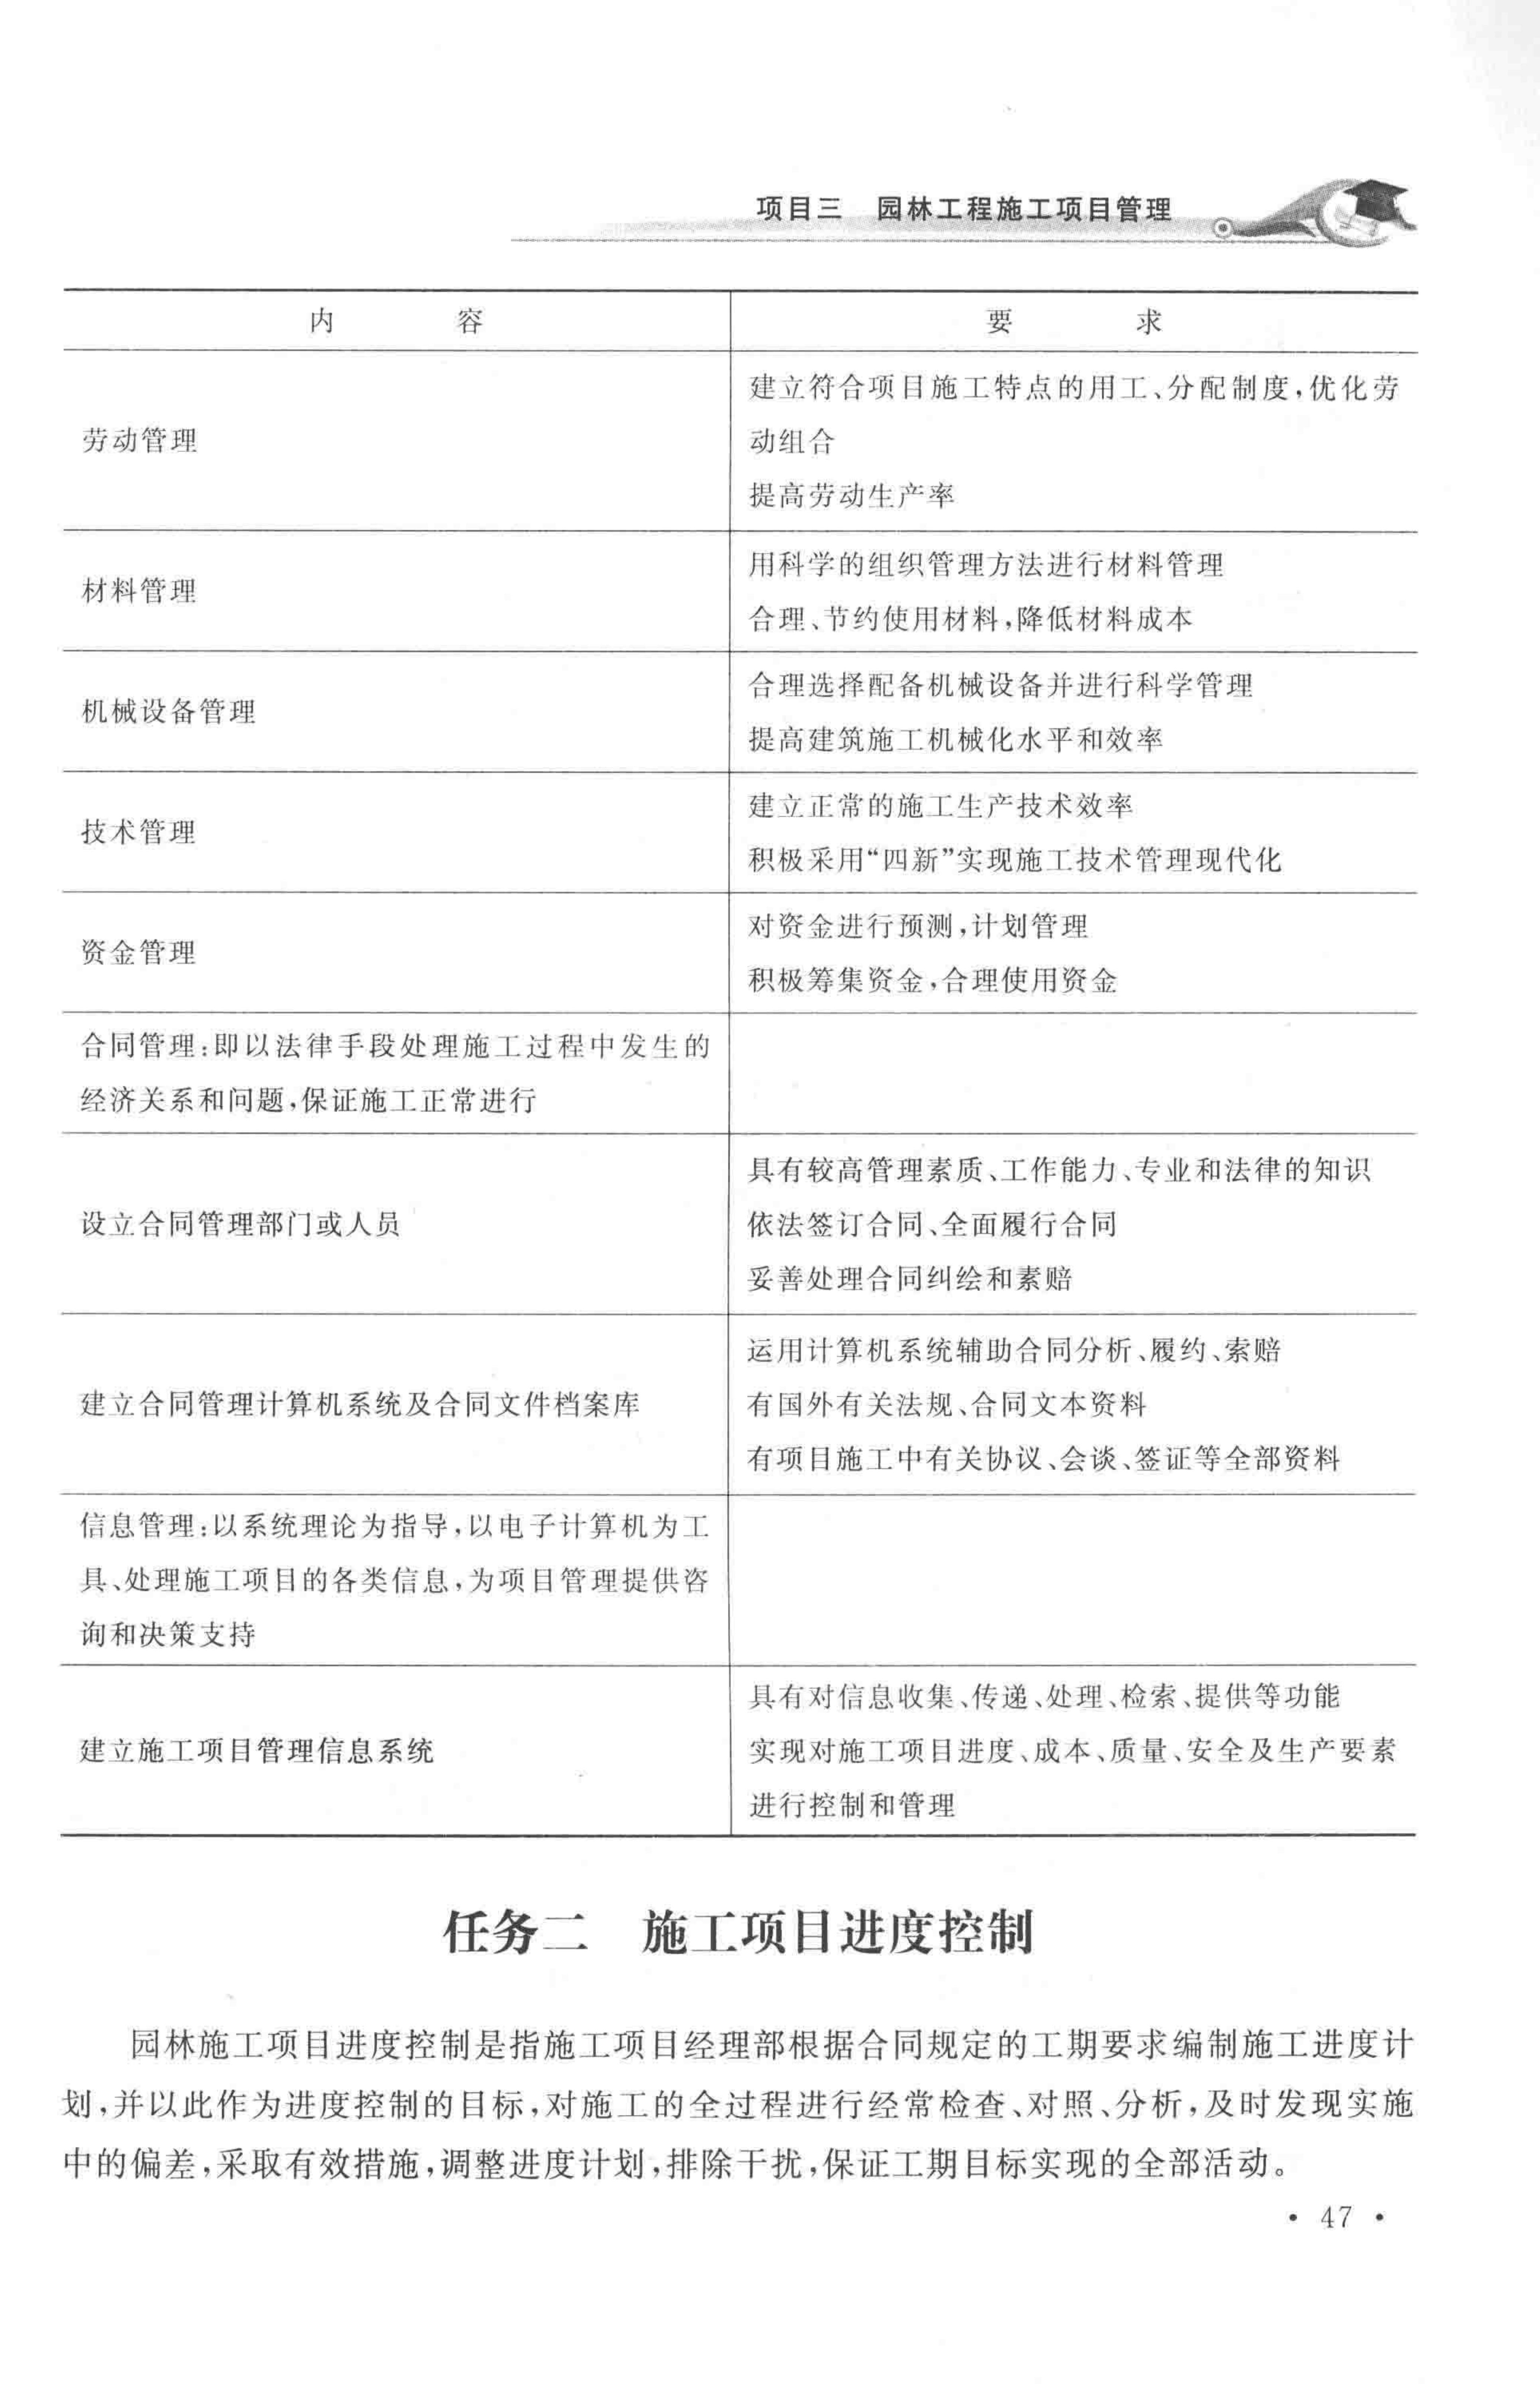 项目三 园林工程施工项目管理
内 容 要 求
劳动管理
建立符合项目施工特点的用工、分配制度,优化劳
动组合
提高劳动生产率
材料管理
用科学的组织管理方法进行材料管理
合理、节约使用材料,降低材料成本
机械设备管理
合理选择配备机械设备并进行科学管理
提高建筑施工机械化水平和效率
技术管理
建立正常的施工生产技术效率
积极采用“四新”实现施工技术管理现代化
资金管理
对资金进行预测,计划管理
积极筹集资金,合理使用资金
合同管理:即以法律手段处理施工过程中发生的
经济关系和问题,保证施工正常进行
设立合同管理部门或人员
具有较高管理素质、工作能力、专业和法律的知识
依法签订合同、全面履行合同
妥善处理合同纠绘和素赔
建立合同管理计算机系统及合同文件档案库
运用计算机系统辅助合同分析、履约、索赔
有国外有关法规、合同文本资料
有项目施工中有关协议、会谈、签证等全部资料
信息管理:以系统理论为指导,以电子计算机为工
具、处理施工项目的各类信息,为项目管理提供咨
询和决策支持
建立施工项目管理信息系统
具有对信息收集、传递、处理、检索、提供等功能
实现对施工项目进度、成本、质量、安全及生产要素
进行控制和管理
任务二 施工项目进度控制
园林施工项目进度控制是指施工项目经理部根据合同规定的工期要求编制施工进度计
划,并以此作为进度控制的目标,对施工的全过程进行经常检查、对照、分析,及时发现实施
中的偏差,采取有效措施,调整进度计划,排除干扰,保证工期目标实现的全部活动。
· 47 ·